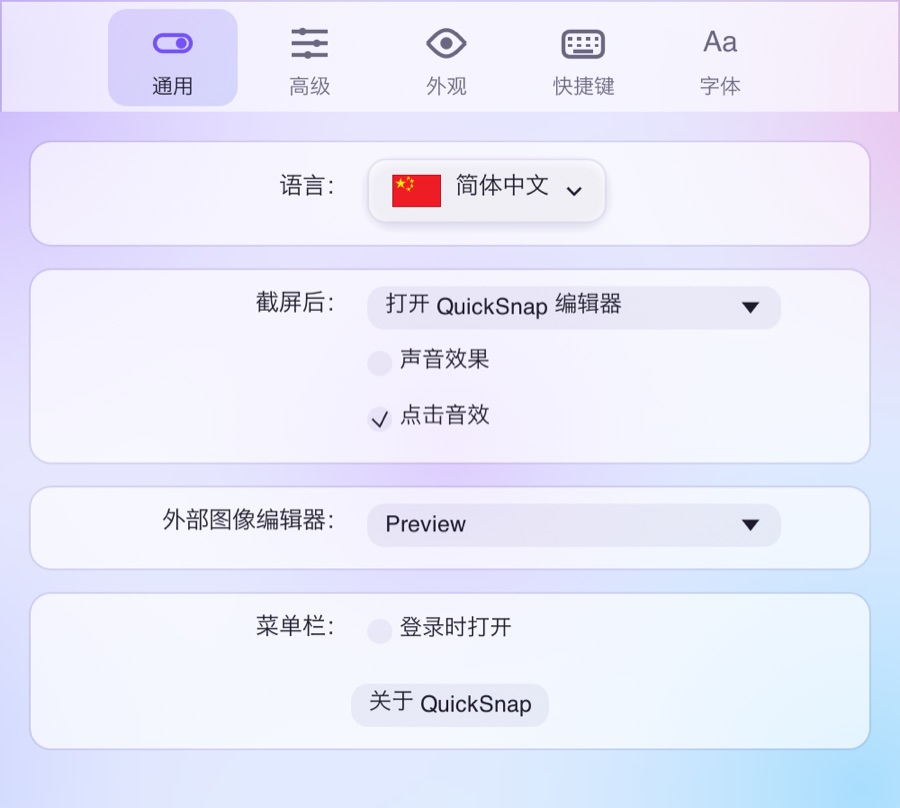 通用
高级
外观
快捷键
Aa
字体
语言：
简体中文
截屏后：
打开 QuickSnap 编辑器
声音效果
点击音效
外部图像编辑器：
Preview
菜单栏：
登录时打开
关于 QuickSnap